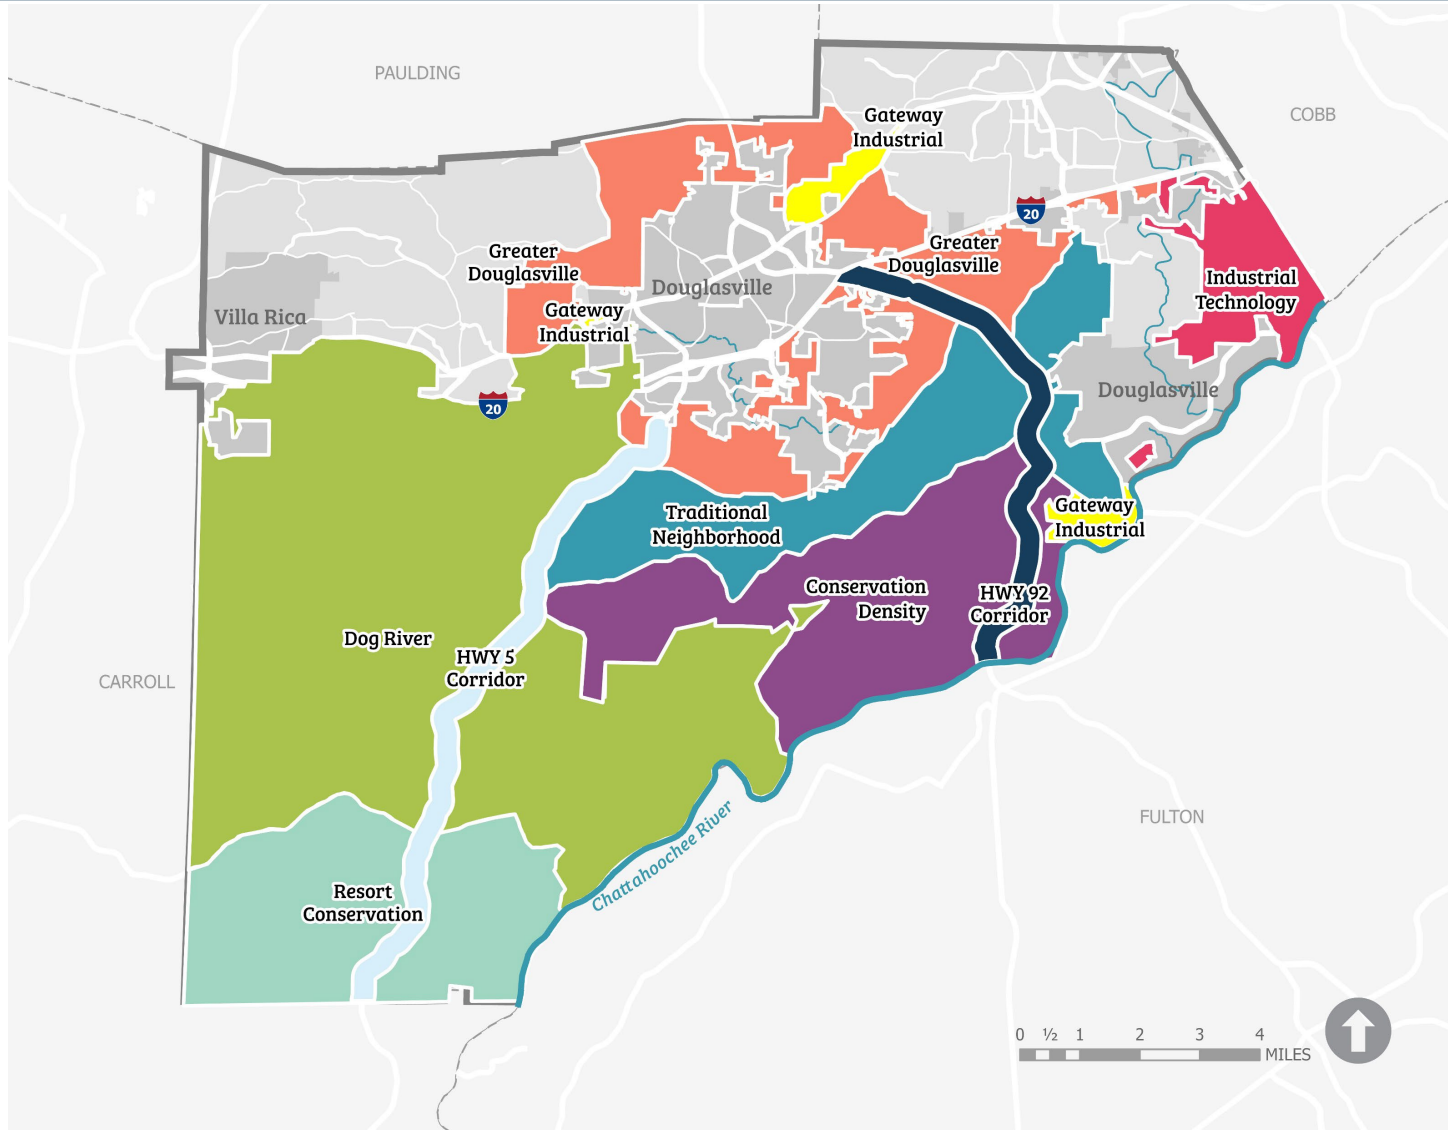 PAULDING
COBB
Gateway
Industrial
20
Greater
Douglasville
Greater
Douglasville
Industrial
Technology
Douglasville
Villa Rica
Gateway
Industrial
Douglasville
20
Gateway
Industrial
Traditional
Neighborhood
Conservation
Density
HWY 92
Corridor
Dog River
HWY 5
Corridor
CARROLL
Chattahoochee River
FULTON
Resort
Conservation
0 ½ 1 2 3 4
MILES